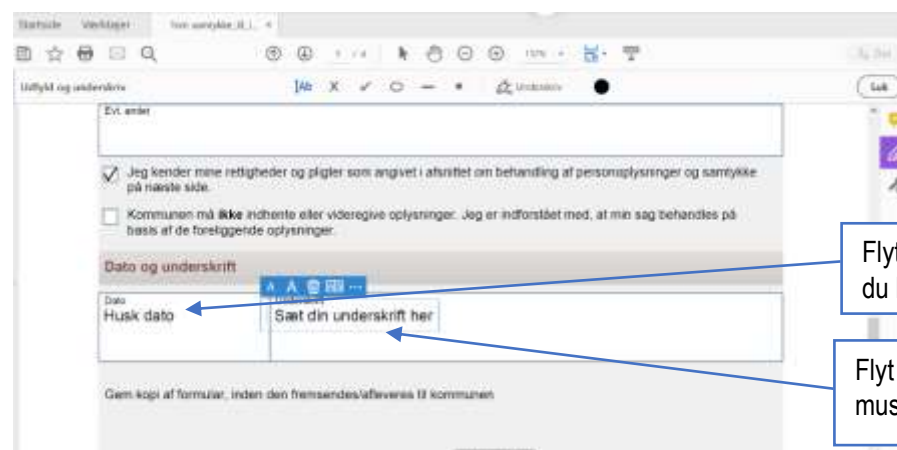 Startside Værktøjer
Udfyld og underskriv Ab Underskriv Luk
Evt. andet
Jeg kender mine rettigheder og pligter som angivet i afsnittet om behandling af personoplysninger og samtykke
på næste side.
Kommunen må ikke indhente eller videregive oplysninger. Jeg er indforstået med, at min sag behandles på
basis af de foreliggende oplysninger.
Dato og underskrift
Flyt
du
A A
Dato
Husk dato
Sæt din underskrift her
Flyt
mus
Gem kopi af formular, inden den fremsendes/afleveres til kommunen